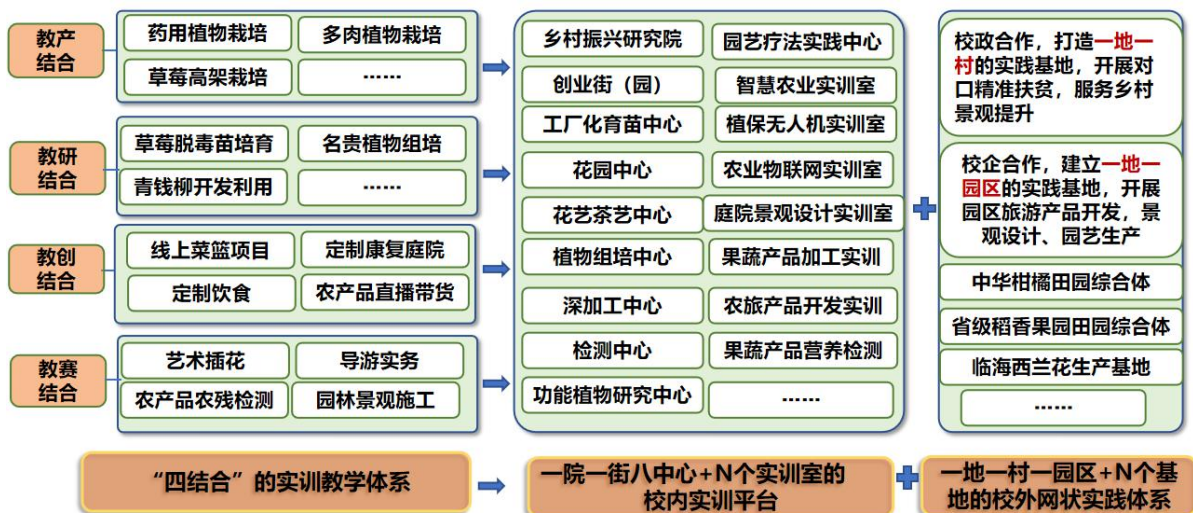 教产
结合
药用植物栽培
多肉植物栽培
草莓高架栽培
……
教研
结合
草莓脱毒苗培育
名贵植物组培
青钱柳开发利用
……
教创
结合
线上菜篮项目
定制康复庭院
定制饮食
农产品直播带货
教赛
结合
艺术插花
导游实务
农产品农残检测
园林景观施工
乡村振兴研究院
园艺疗法实践中心
创业街（园）
智慧农业实训室
工厂化育苗中心
植保无人机实训室
花园中心
农业物联网实训室
花艺茶艺中心
庭院景观设计实训室
植物组培中心
果蔬产品加工实训
深加工中心
农旅产品开发实训
检测中心
果蔬产品营养检测
功能植物研究中心
……
校政合作，打造一地一
村的实践基地，开展对
口精准扶贫，服务乡村
景观提升
校企合作，建立一地一
园区的实践基地，开展
园区旅游产品开发，景
观设计、园艺生产
中华柑橘田园综合体
省级稻香果园田园综合体
临海西兰花生产基地
……
“四结合”的实训教学体系
一院一街八中心+N个实训室的
校内实训平台
一地一村一园区+N个基
地的校外网状实践体系